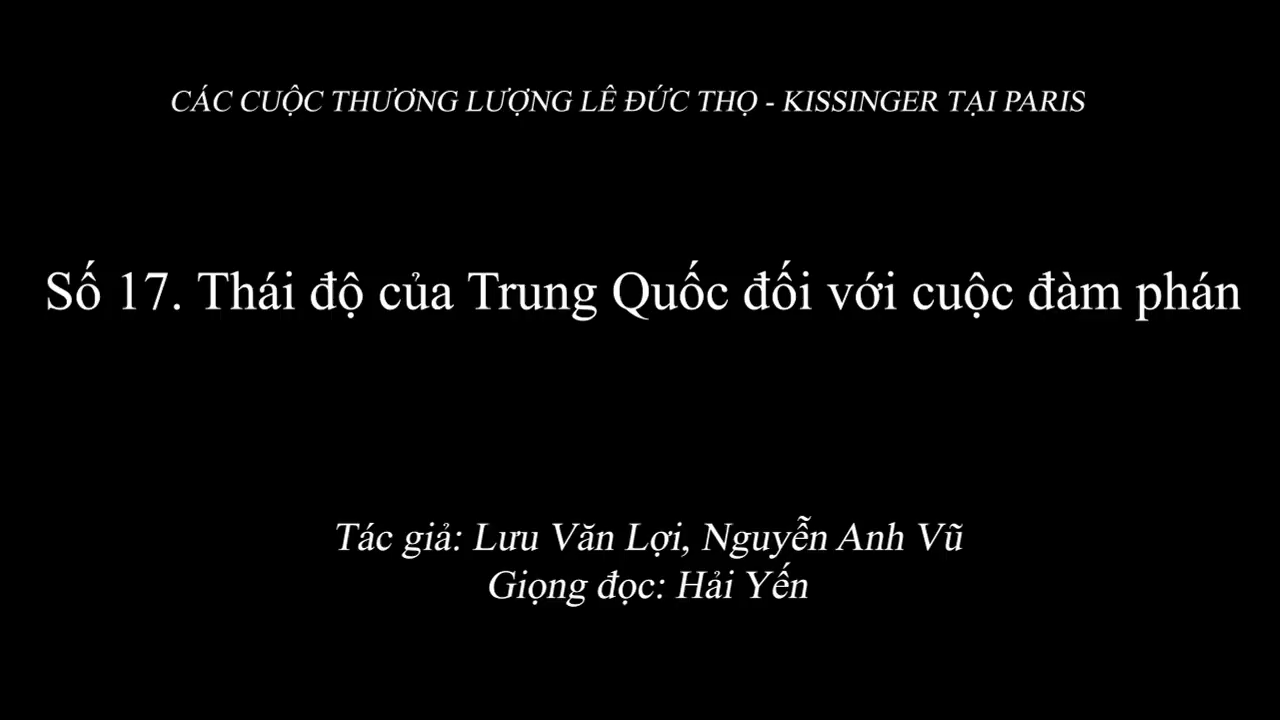 CÁC CUỘC THƯƠNG LƯỢNG LÊ ĐỨC THỌ - KISSINGER TẠI PARIS
Số 17. Thái độ của Trung Quốc đối với cuộc đàm phán
Tác giả: Lưu Văn Lợi, Nguyễn Anh Vũ
Giọng đọc: Hải Yến